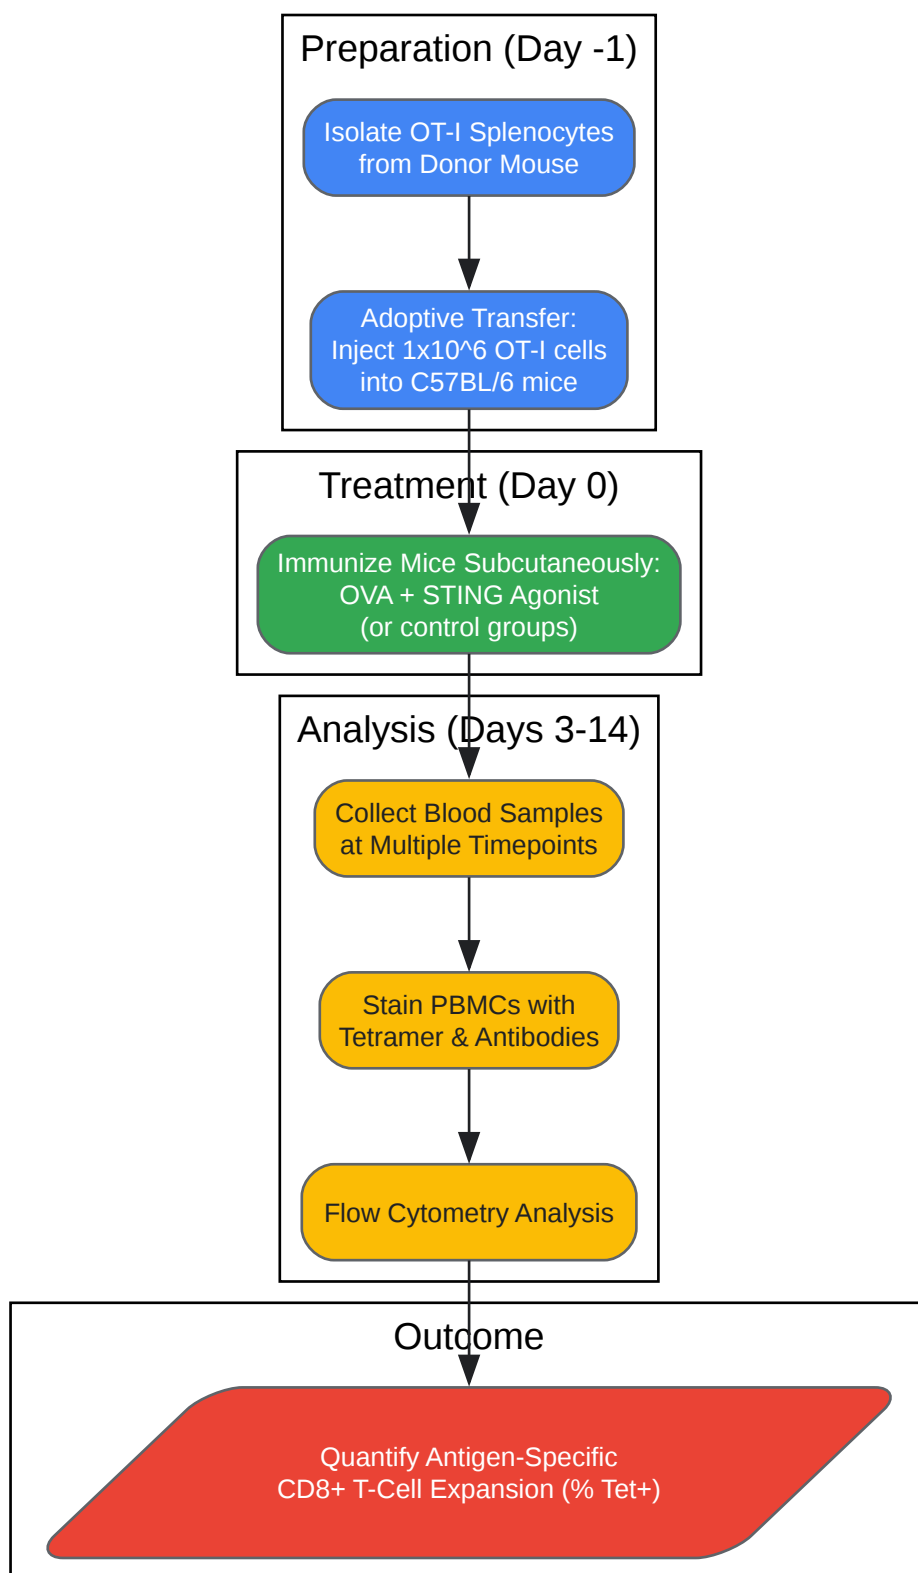 Preparation (Day -1)
Isolate OT-I Splenocytes
from Donor Mouse
Adoptive Transfer:
Inject 1x10^6 OT-I cells
into C57BL/6 mice
Treatment (Day 0)
Immunize Mice Subcutaneously:
OVA + STING Agonist
(or control groups)
Analysis (Days 3-14)
Collect Blood Samples
at Multiple Timepoints
Stain PBMCs with
Tetramer & Antibodies
Flow Cytometry Analysis
Outcome
Quantify Antigen-Specific
CD8+ T-Cell Expansion (% Tet+)